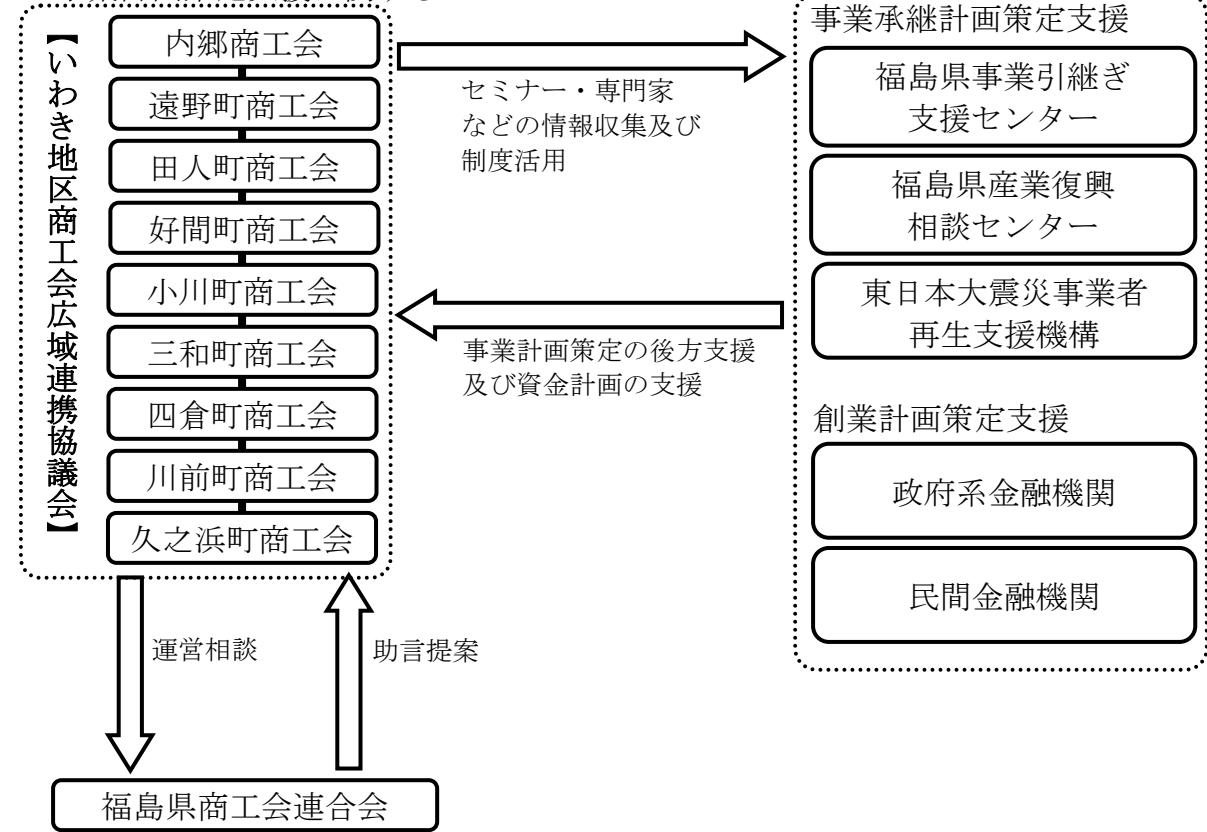 【いわき地区商工会広域連携協議会】
内郷商工会
遠野町商工会
田人町商工会
好間町商工会
小川町商工会
三和町商工会
四倉町商工会
川前町商工会
久之浜町商工会
セミナー・専門家
などの情報収集及び
制度活用
事業計画策定の後方支援
及び資金計画の支援
事業承継計画策定支援
福島県事業引継ぎ
支援センター
福島県産業復興
相談センター
東日本大震災事業者
再生支援機構
創業計画策定支援
政府系金融機関
民間金融機関
運営相談
助言提案
福島県商工会連合会